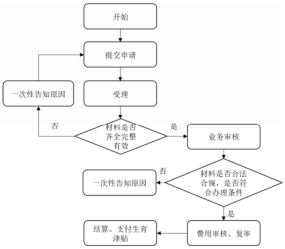 开始
提交申请
一次性告知原因
受理
否
材料是否
齐全完整
有效
是
业务审核
否
材料是否合法
合规，是否符
合办理条件
一次性告知原因
是
结算、支付生育
津贴
费用审核、复审